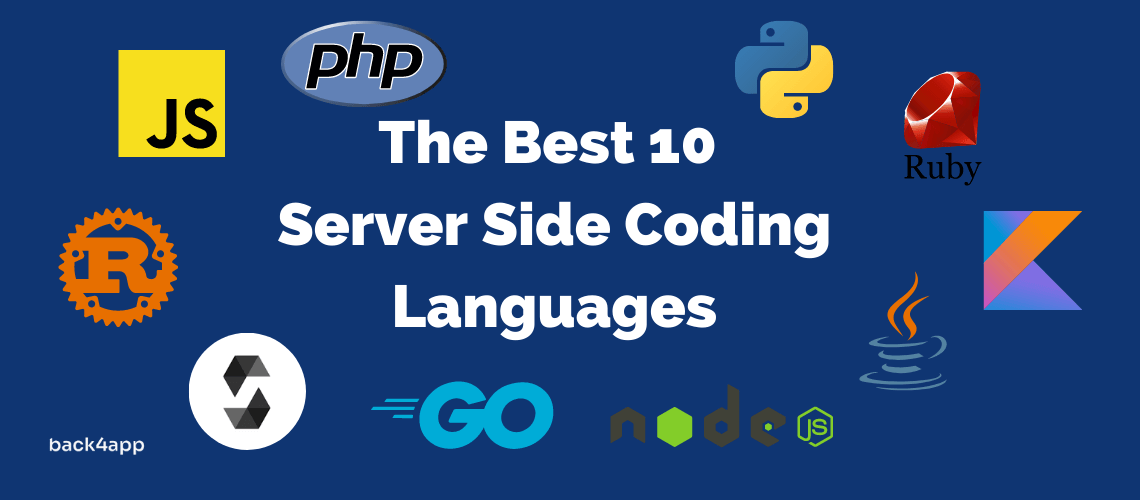 php
JS
The Best 10
Ruby
Server Side Coding
R
Languages
GO
node
JS
back4app